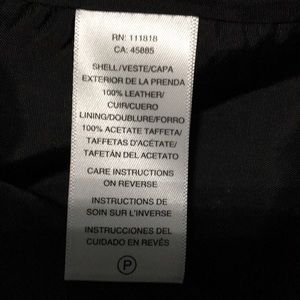 RN: 111818
CA: 45885
SHELL/VESTE/CAPA
EXTERIOR DE LA PRENDA
100% LEATHER/
CUIR/CUERO
LINING/DOUBLURE/FORRO
100% ACETATE TAFFETA/
TAFFETAS D'ACÉTATE/
TAFETÁN DEL ACETATO
CARE INSTRUCTIONS
ON REVERSE
INSTRUCTIONS DE
SOIN SUR L'INVERSE
INSTRUCCIONES DEL
CUIDADO EN REVÉS
P